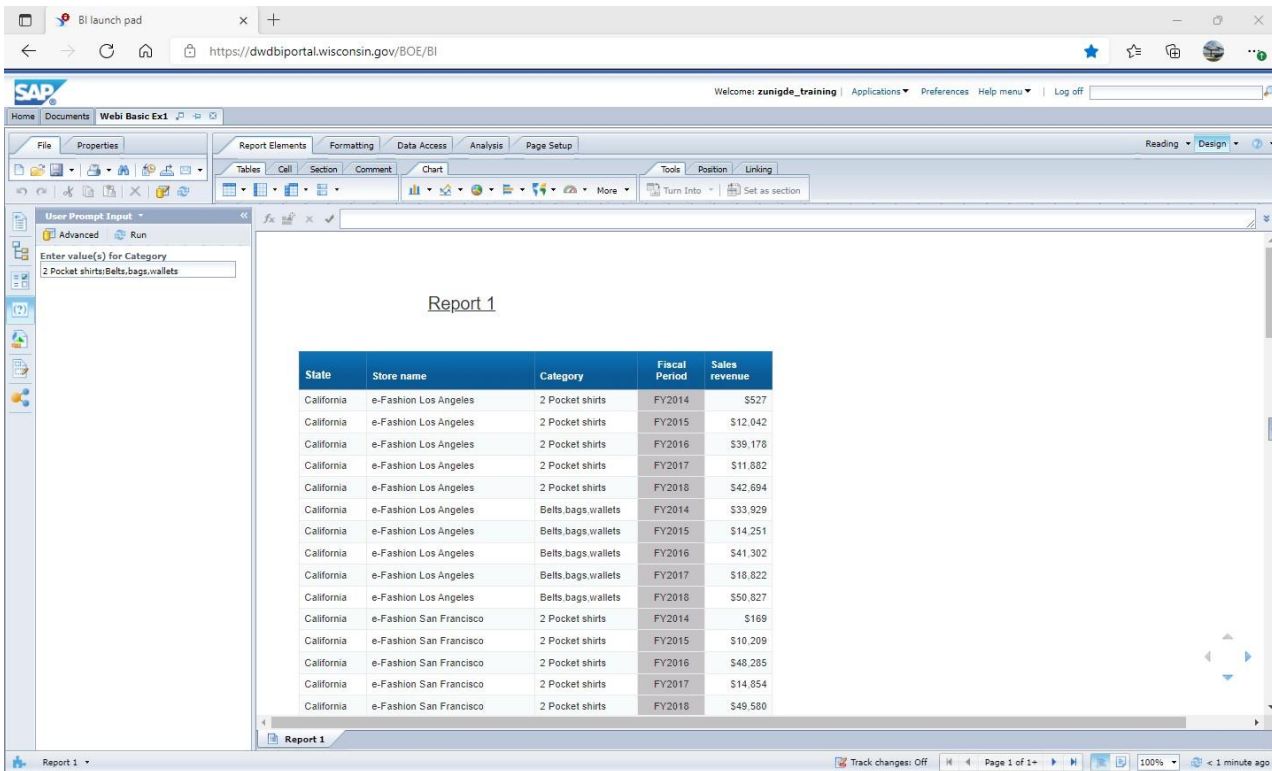 BI launch pad
https://dwdbiportal.wisconsin.gov/BOE/BI
SAP
Welcome: zunigde_training | Applications Preferences Help menu | Log off
Home Documents Webi Basic Ex1
File Properties
Report Elements Formatting Data Access Analysis Page Setup
Reading Design
Tables Cell Section Comment Chart
Tools Position Linking
More
Turn Into Set as section
User Prompt Input
Advanced Run
Enter value(s) for Category
2 Pocket shirts;Belts,bags,wallets
Report 1
State Store name Category Fiscal Period Sales revenue
California e-Fashion Los Angeles 2 Pocket shirts FY2014 $527
California e-Fashion Los Angeles 2 Pocket shirts FY2015 $12,042
California e-Fashion Los Angeles 2 Pocket shirts FY2016 $39,178
California e-Fashion Los Angeles 2 Pocket shirts FY2017 $11,882
California e-Fashion Los Angeles 2 Pocket shirts FY2018 $42,694
California e-Fashion Los Angeles Belts,bags,wallets FY2014 $33,929
California e-Fashion Los Angeles Belts,bags,wallets FY2015 $14,251
California e-Fashion Los Angeles Belts,bags,wallets FY2016 $41,302
California e-Fashion Los Angeles Belts,bags,wallets FY2017 $18,822
California e-Fashion Los Angeles Belts,bags,wallets FY2018 $50,827
California e-Fashion San Francisco 2 Pocket shirts FY2014 $169
California e-Fashion San Francisco 2 Pocket shirts FY2015 $10,209
California e-Fashion San Francisco 2 Pocket shirts FY2016 $48,285
California e-Fashion San Francisco 2 Pocket shirts FY2017 $14,854
California e-Fashion San Francisco 2 Pocket shirts FY2018 $49,580
Report 1
Report 1
Track changes: Off Page 1 of 1+ 100% < 1 minute ago